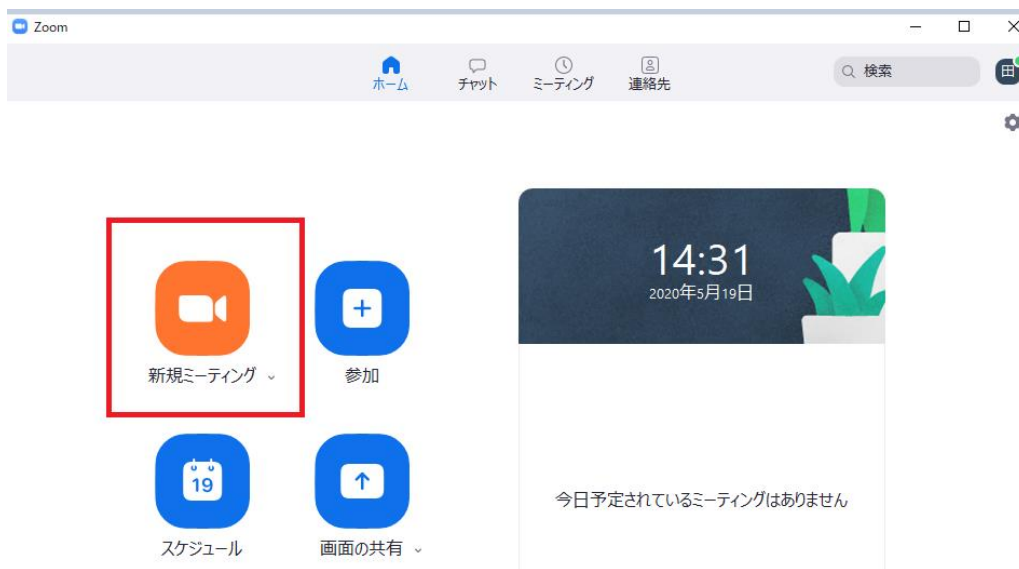 Zoom
ホーム チャット ミーティング 連絡先
検索
田
14:31
2020年5月19日
新規ミーティング 参加
19
スケジュール 画面の共有
今日予定されているミーティングはありません